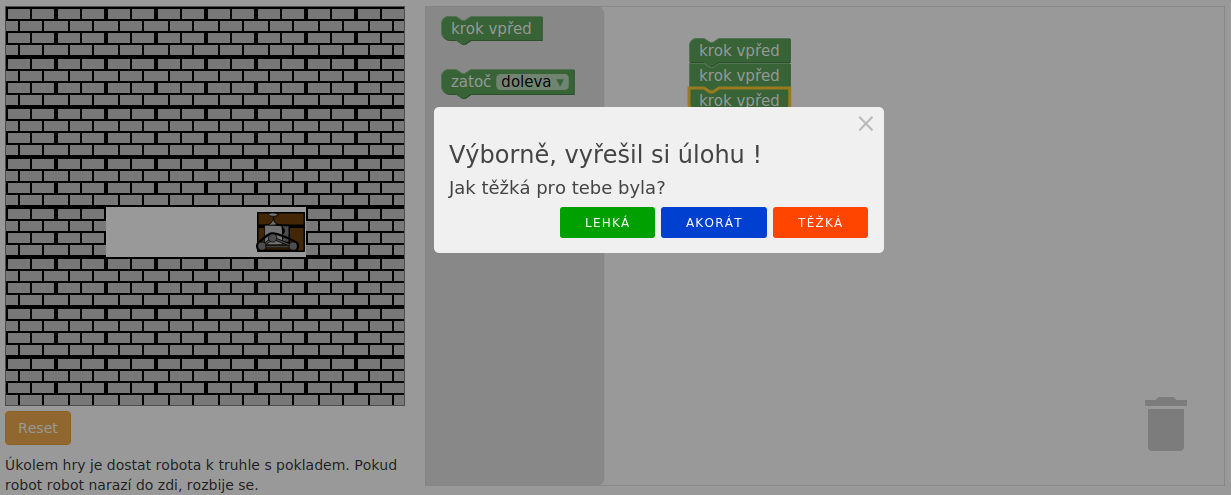 krok vpřed
zatoč doleva
krok vpřed
krok vpřed
krok vpřed
Výborně, vyřešil si úlohu !
Jak těžká pro tebe byla?
LEHKÁ
AKORÁT
TĚŽKÁ
Reset
Úkolem hry je dostat robota k truhle s pokladem. Pokud
robot robot narazí do zdi, rozbije se.